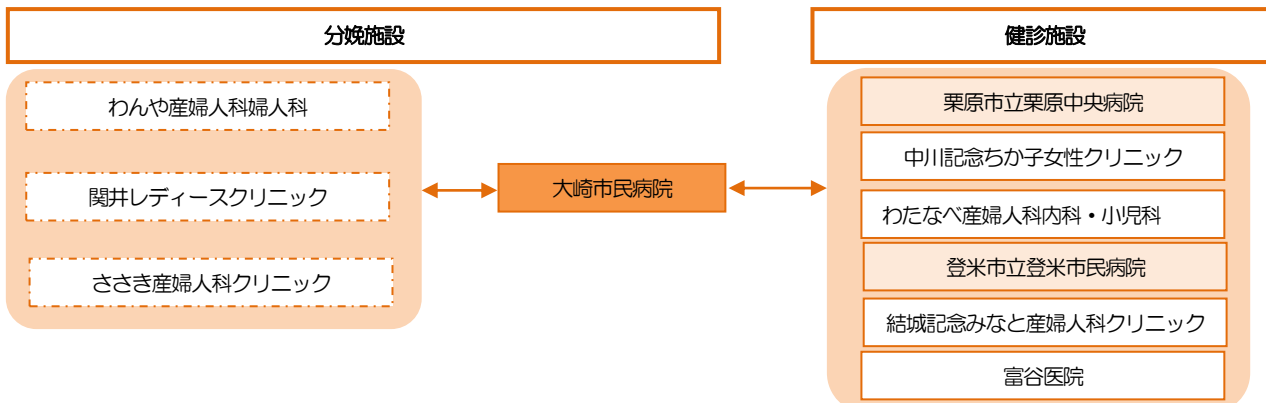 分娩施設
健診施設
わんや産婦人科婦人科
関井レディースクリニック
ささき産婦人科クリニック
大崎市民病院
栗原市立栗原中央病院
中川記念ちか子女性クリニック
わたなべ産婦人科内科・小児科
登米市立登米市民病院
結城記念みなと産婦人科クリニック
富谷医院